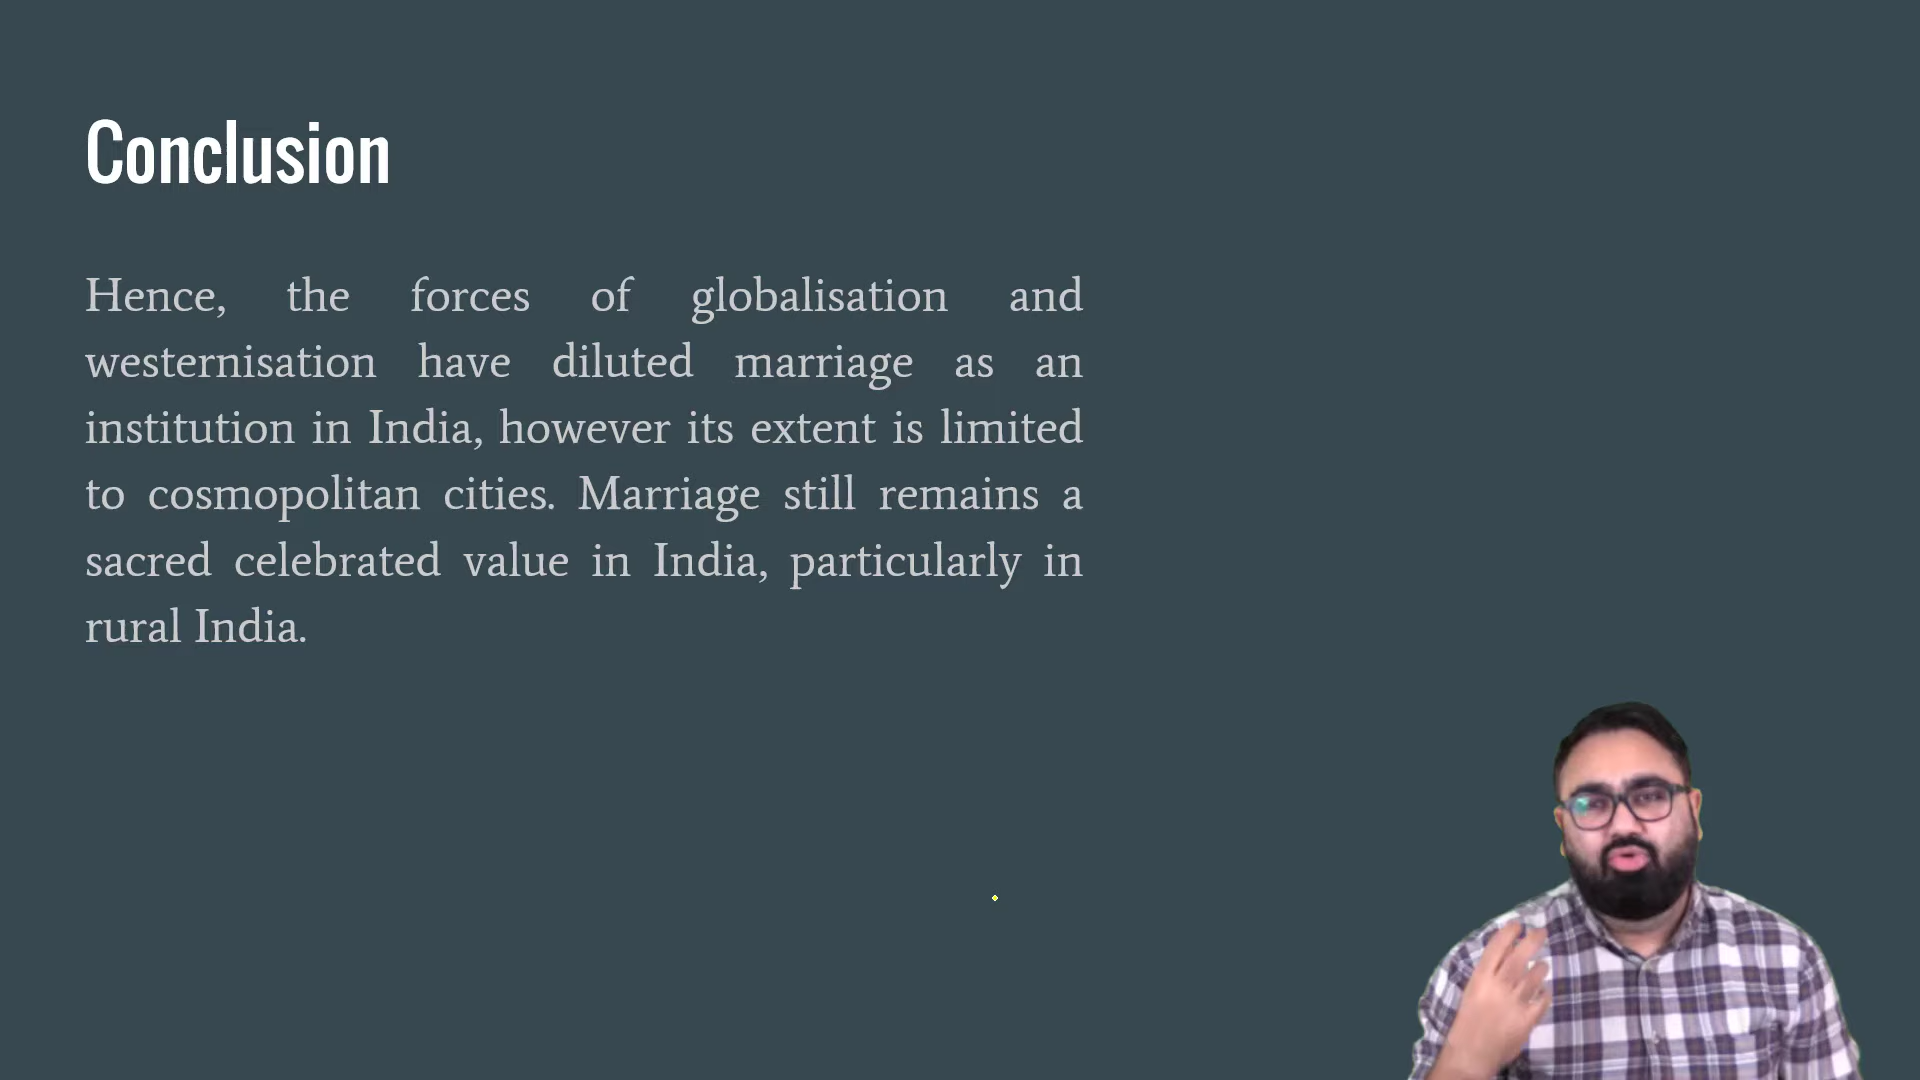 Conclusion
Hence, the forces of globalisation and
westernisation have diluted marriage as an
institution in India, however its extent is limited
to cosmopolitan cities. Marriage still remains a
sacred celebrated value in India, particularly in
rural India.